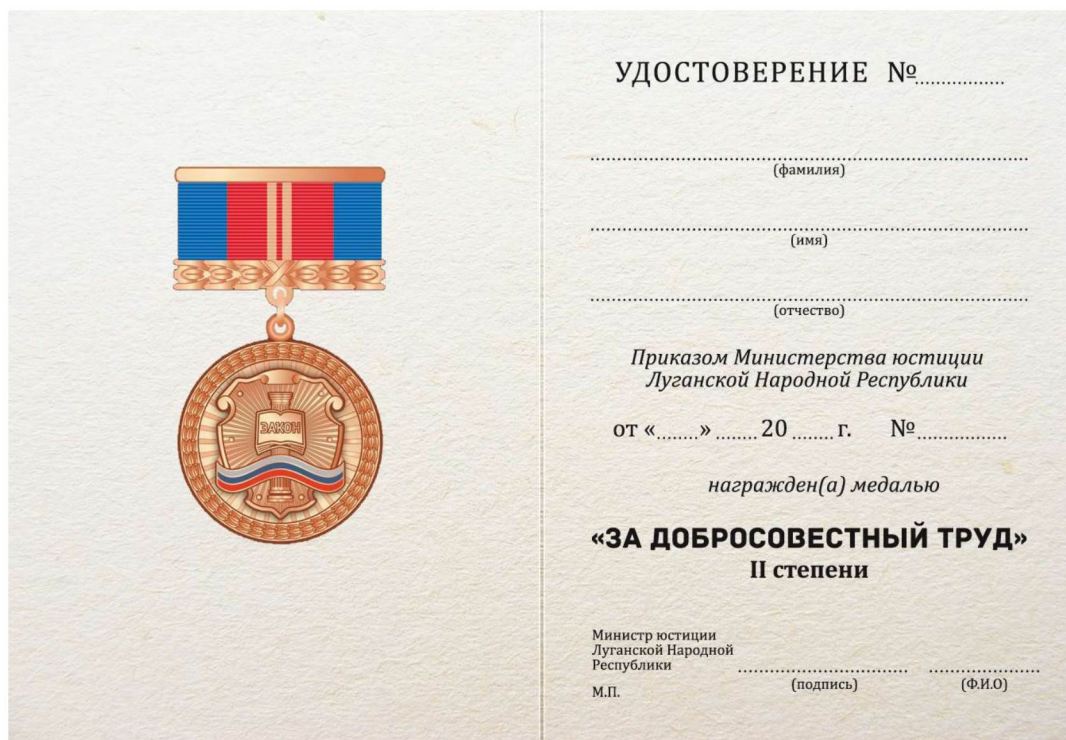 ЗАКОН
УДОСТОВЕРЕНИЕ №................
(фамилия)
(имя)
(отчество)
Приказом Министерства юстиции
Луганской Народной Республики
от «.......» ....... 20 ....... г. №................
награжден(а) медалью
«ЗА ДОБРОСОВЕСТНЫЙ ТРУД»
II степени
Министр юстиции
Луганской Народной
Республики
(подпись) (Ф.И.О)
М.П.